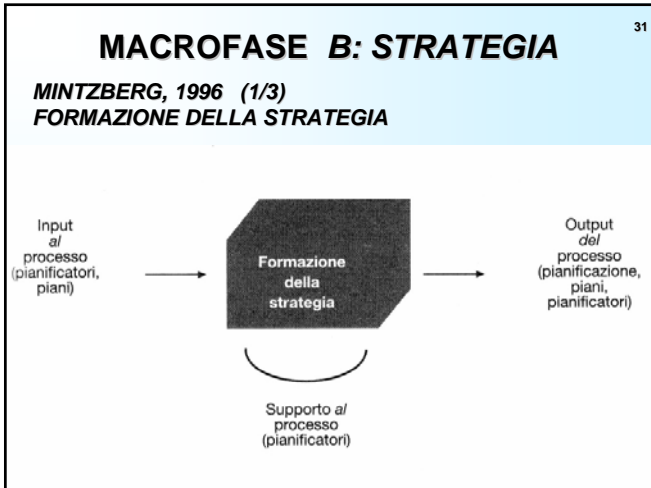 31
MACROFASE B: STRATEGIA
MINTZBERG, 1996 (1/3)
FORMAZIONE DELLA STRATEGIA
Input
al
processo
(pianificatori,
piani)
Formazione
della
strategia
Output
del
processo
(pianificazione,
piani,
pianificatori)
Supporto al
processo
(pianificatori)